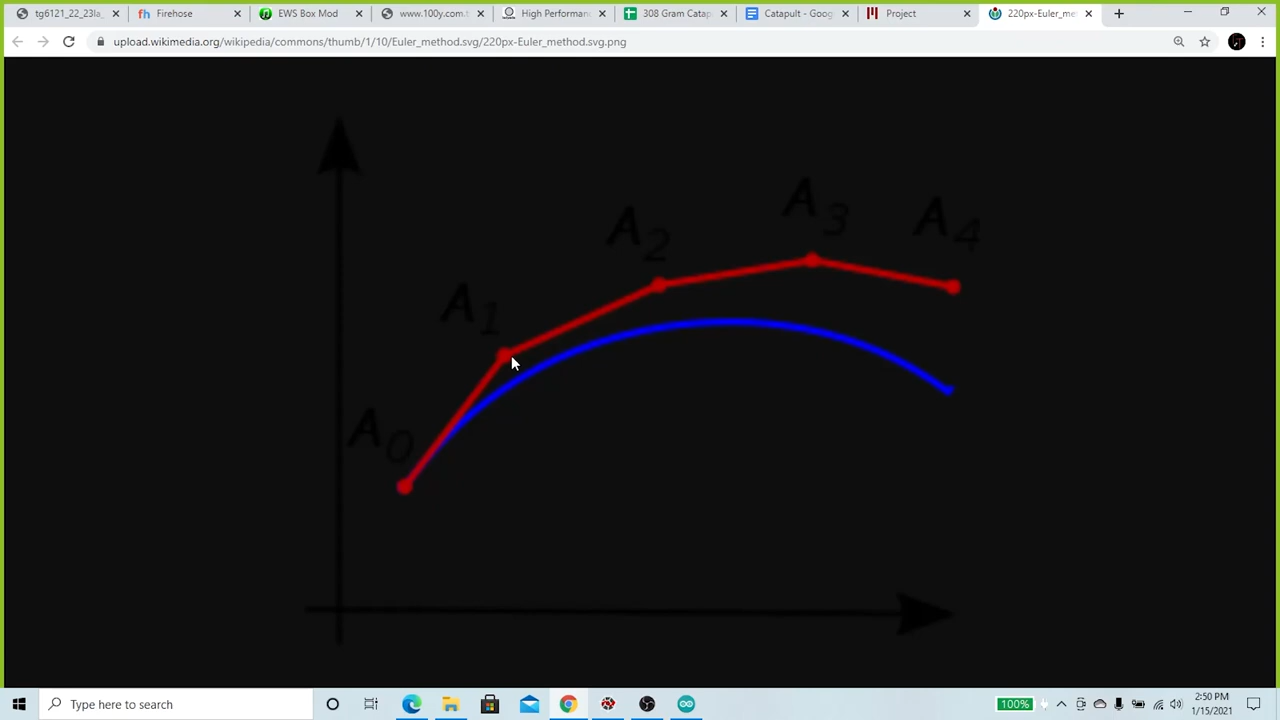 tg6121_22_23la_
Firehose
EWS Box Mod
www.100y.com.t
High Performan
308 Gram Catap
Catapult - Goog
Project
220px-Euler_me
upload.wikimedia.org/wikipedia/commons/thumb/1/10/Euler_method.svg/220px-Euler_method.svg.png
A3
A4
A2
A1
A0
Type here to search
100%
2:50 PM
1/15/2021